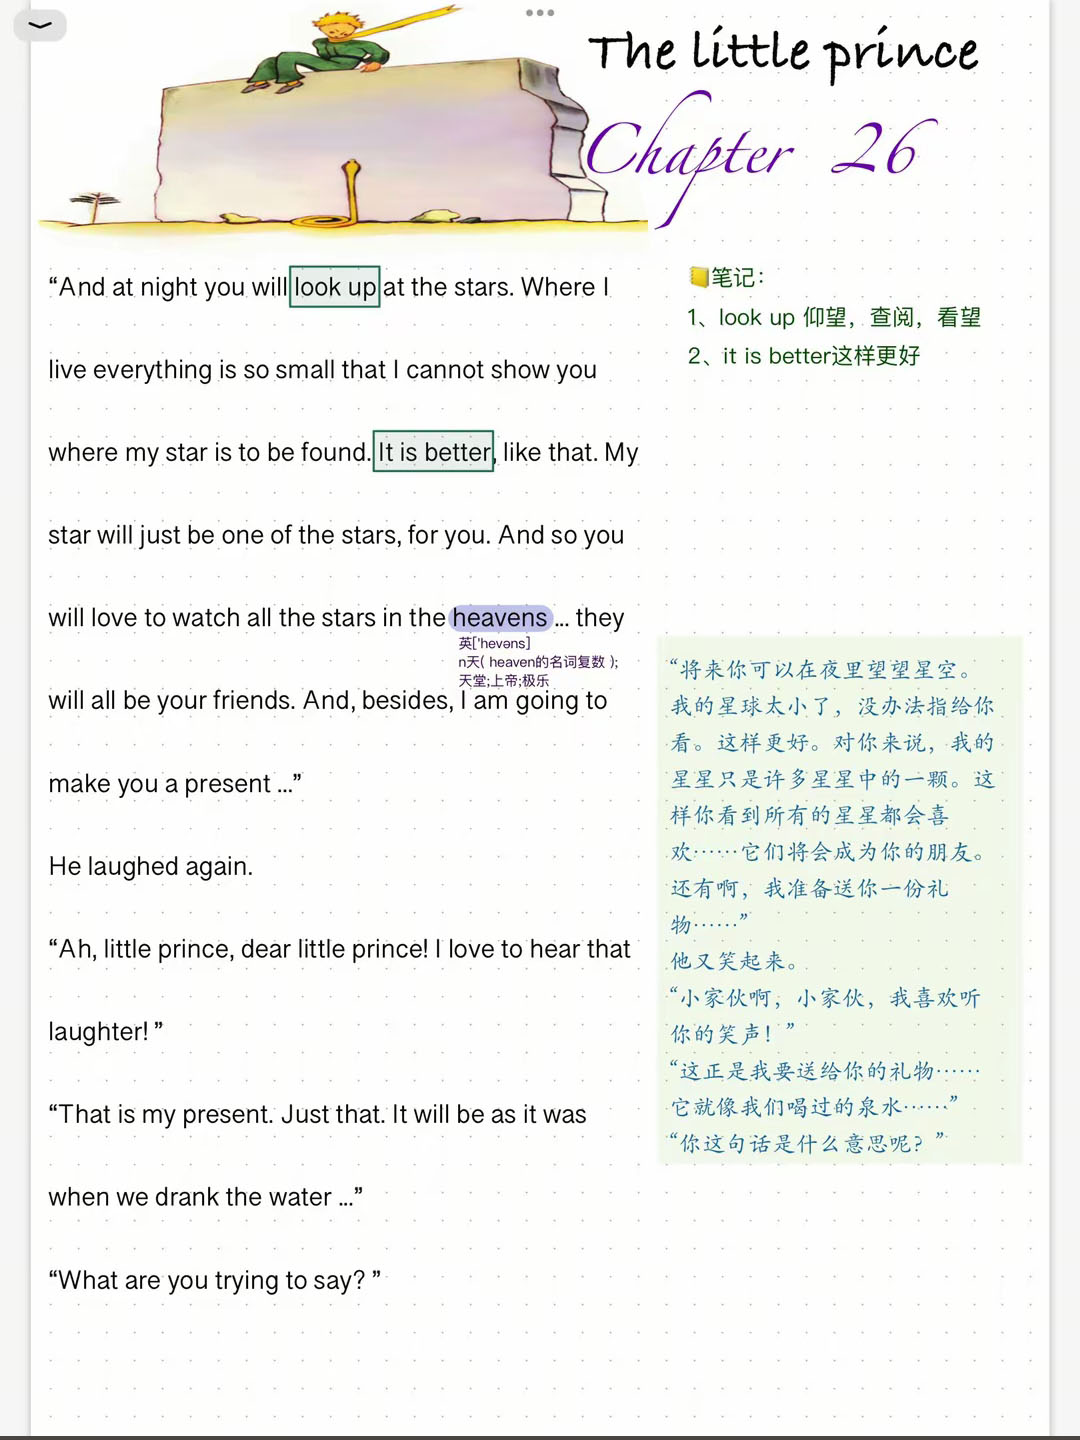 The little prince
Chapter 26
“And at night you will look up at the stars. Where I
live everything is so small that I cannot show you
where my star is to be found. It is better, like that. My
star will just be one of the stars, for you. And so you
will love to watch all the stars in the heavens ... they
英['hevəns]
n天( heaven的名词复数 );
天堂;上帝;极乐
will all be your friends. And, besides, I am going to
make you a present ...”
He laughed again.
“Ah, little prince, dear little prince! I love to hear that
laughter! ”
“That is my present. Just that. It will be as it was
when we drank the water ...”
“What are you trying to say? ”
📒笔记：
1、look up 仰望，查阅，看望
2、it is better这样更好
“将来你可以在夜里望望星空。
我的星球太小了，没办法指给你
看。这样更好。对你来说，我的
星星只是许多星星中的一颗。这
样你看到所有的星星都会喜
欢……它们将会成为你的朋友。
还有啊，我准备送你一份礼
物……”
他又笑起来。
“小家伙啊，小家伙，我喜欢听
你的笑声！”
“这正是我要送给你的礼物……
它就像我们喝过的泉水……”
“你这句话是什么意思呢？”